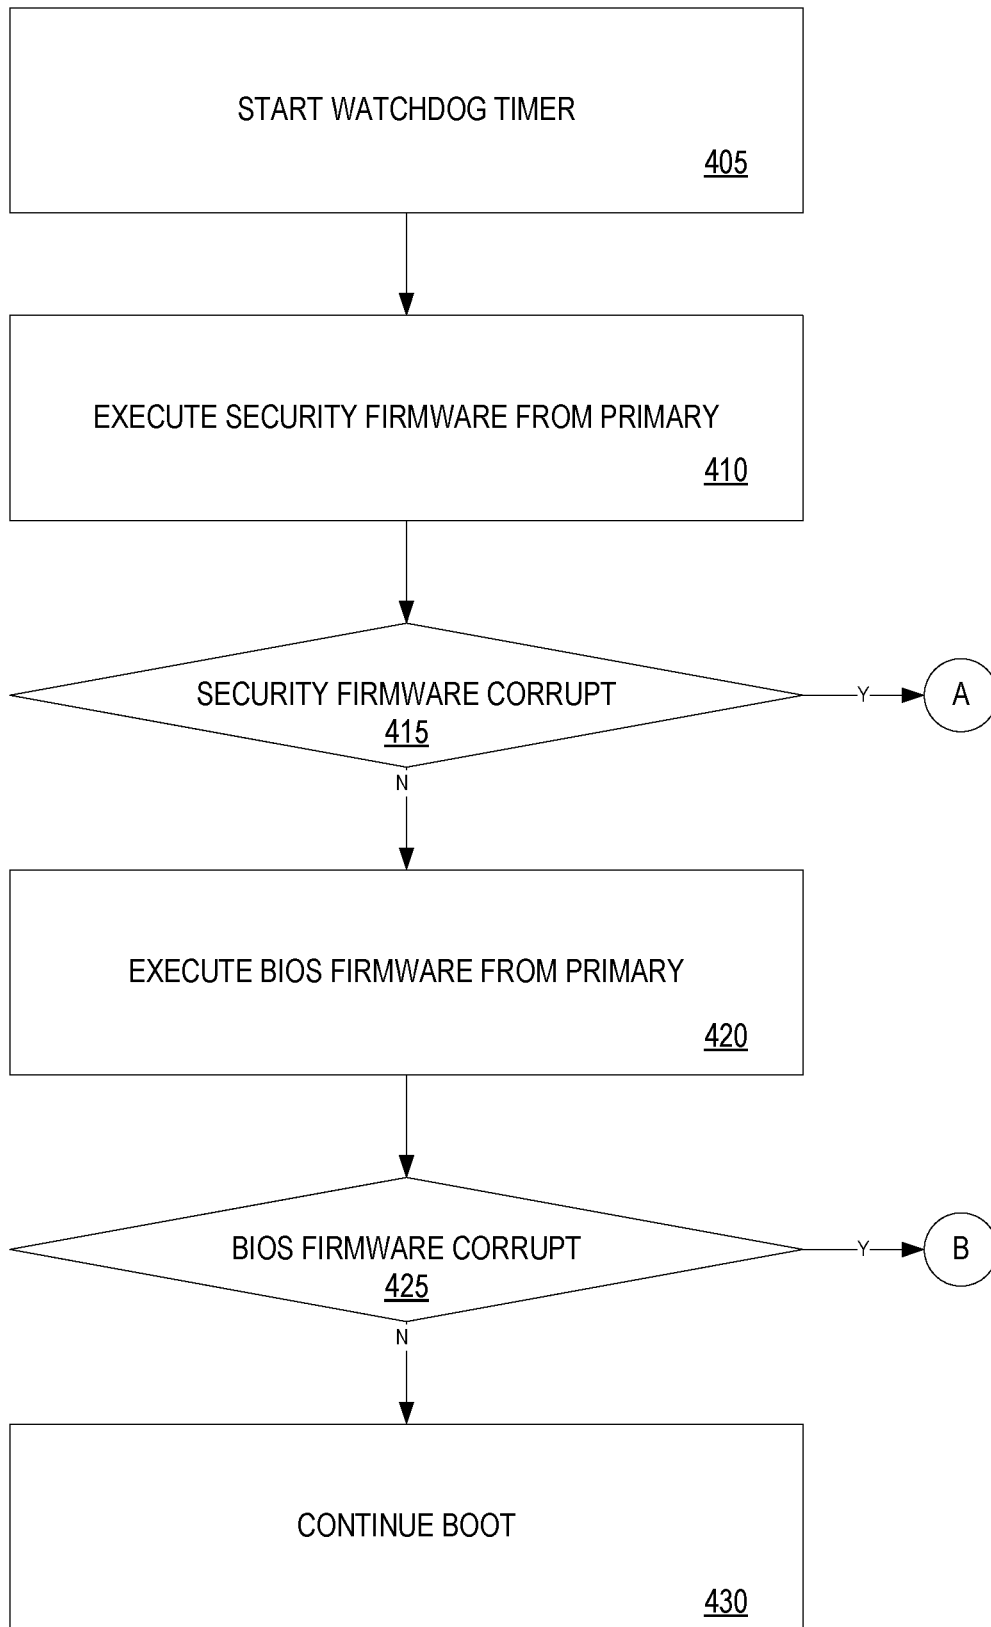 START WATCHDOG TIMER
405
EXECUTE SECURITY FIRMWARE FROM PRIMARY
410
SECURITY FIRMWARE CORRUPT
415
Y
A
N
EXECUTE BIOS FIRMWARE FROM PRIMARY
420
BIOS FIRMWARE CORRUPT
425
Y
B
N
CONTINUE BOOT
430